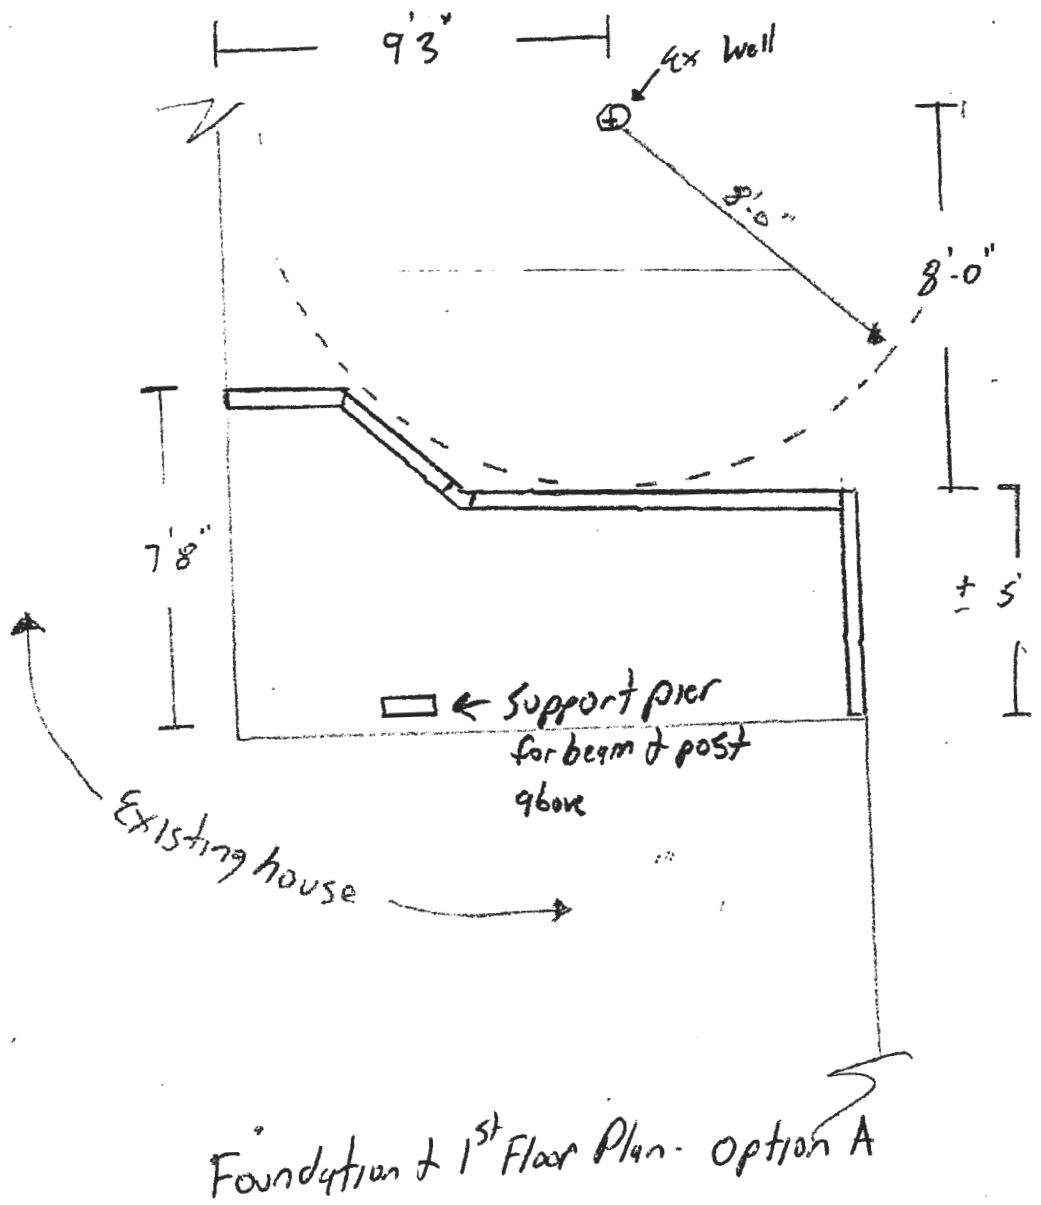 9'3"
Ex Well
8'-0"
8'-0"
7'8"
± 5'
← Support pier
for beam & post
above
Existing house
Foundation & 1st Floor Plan - Option A